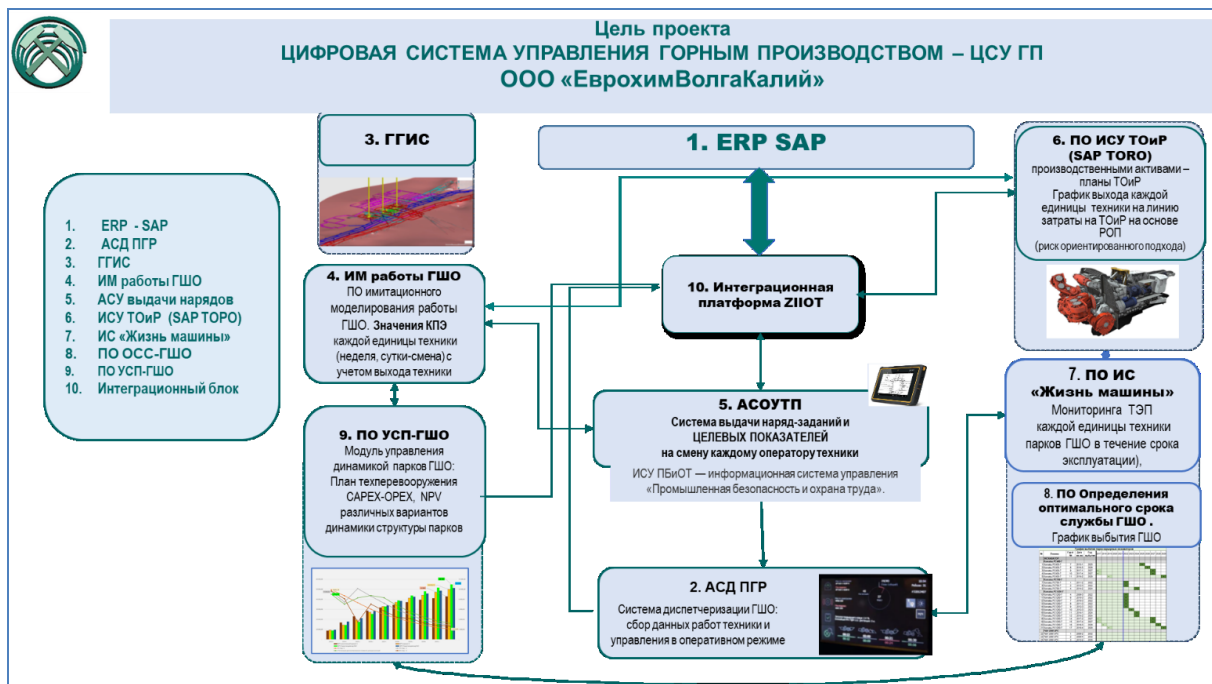 Цель проекта
ЦИФРОВАЯ СИСТЕМА УПРАВЛЕНИЯ ГОРНЫМ ПРОИЗВОДСТВОМ – ЦСУ ГП
ООО «ЕврохимВолгаКалий»
1. ERP - SAP
2. АСД ПГР
3. ГГИС
4. ИМ работы ГШО
5. АСУ выдачи нарядов
6. ИСУ ТОиР (SAP ТОРО)
7. ИС «Жизнь машины»
8. ПО ОСС-ГШО
9. ПО УСП-ГШО
10. Интеграционный блок
3. ГГИС
4. ИМ работы ГШО
ПО имитационного
моделирования работы
ГШО. Значения КПЭ
каждой единицы техники
(неделя, сутки-смена) с
учетом выхода техники
9. ПО УСП-ГШО
Модуль управления
динамикой парков ГШО:
План техперевооружения
CAPEX-OPEX, NPV
различных вариантов
динамики структуры парков
1. ERP SAP
10. Интеграционная
платформа ZIIOT
5. АСОУТП
Система выдачи наряд-заданий и
ЦЕЛЕВЫХ ПОКАЗАТЕЛЕЙ
на смену каждому оператору техники
ИСУ ПБиОТ — информационная система управления
«Промышленная безопасность и охрана труда».
2. АСД ПГР
Система диспетчеризации ГШО:
сбор данных работ техники и
управления в оперативном режиме
6. ПО ИСУ ТОиР
(SAP TORO)
производственными активами –
планы ТОиР
График выхода каждой
единицы техники на линию
затраты на ТОиР на основе
РОП
(риск ориентированного подхода)
7. ПО ИС
«Жизнь машины»
Мониторинга ТЭП
каждой единицы техники
парков ГШО в течение срока
эксплуатации),
8. ПО Определения
оптимального срока
службы ГШО .
График выбытия ГШО